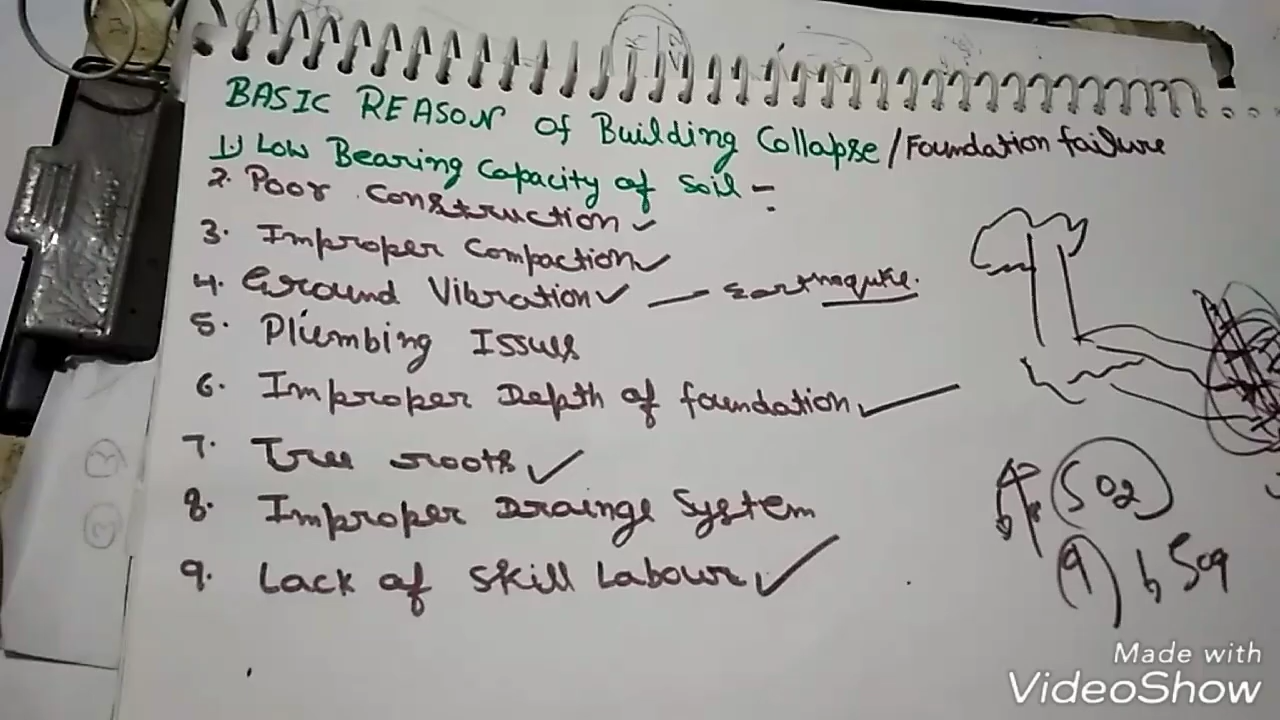 BASIC REASON of Building Collapse/Foundation failure
1.) Low Bearing Capacity of Soil -:
2. Poor Construction ✓
3. Improper Compaction ✓
4. Ground Vibration ✓ — Earthquke.
5. Plumbing Issues
6. Improper Depth of foundation ✓
7. Tree roots ✓
8. Improper Drainge System
9. Lack of Skill Labour ✓
SO2
Made with
VideoShow